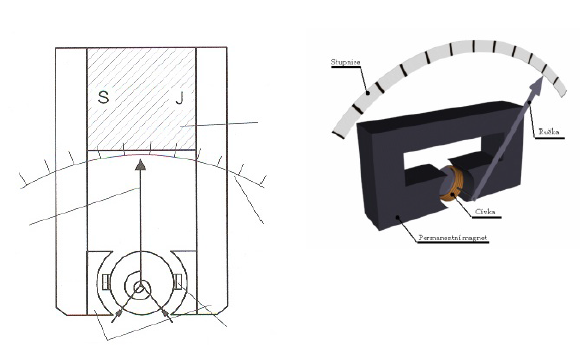 S J
Stupnice
Ručka
Cívka
Permanentní magnet